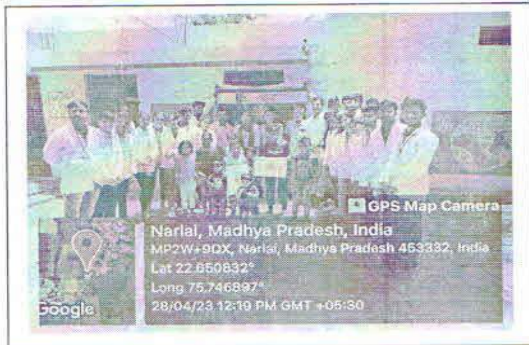 GPS Map Camera
Narlai, Madhya Pradesh, India
MP2W+9QX, Narlai, Madhya Pradesh 453332, India
Lat 22.650832°
Long 75.746897°
28/04/23 12:19 PM GMT +05:30
Google